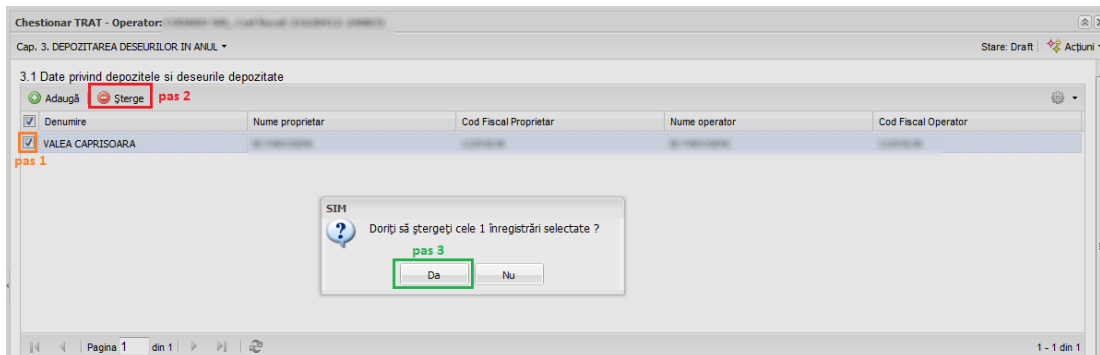 Chestionar TRAT - Operator:
Cap. 3. DEPOZITAREA DESEURILOR IN ANUL
Stare: Draft Acțiuni
3.1 Date privind depozitele si deseurile depozitate
Adaugă Șterge pas 2
Denumire Nume proprietar Cod Fiscal Proprietar Nume operator Cod Fiscal Operator
VALEA CAPRISOARA
pas 1
SIM
Doriți să ștergeți cele 1 înregistrări selectate ?
pas 3
Da Nu
Pagina 1 din 1
1 - 1 din 1